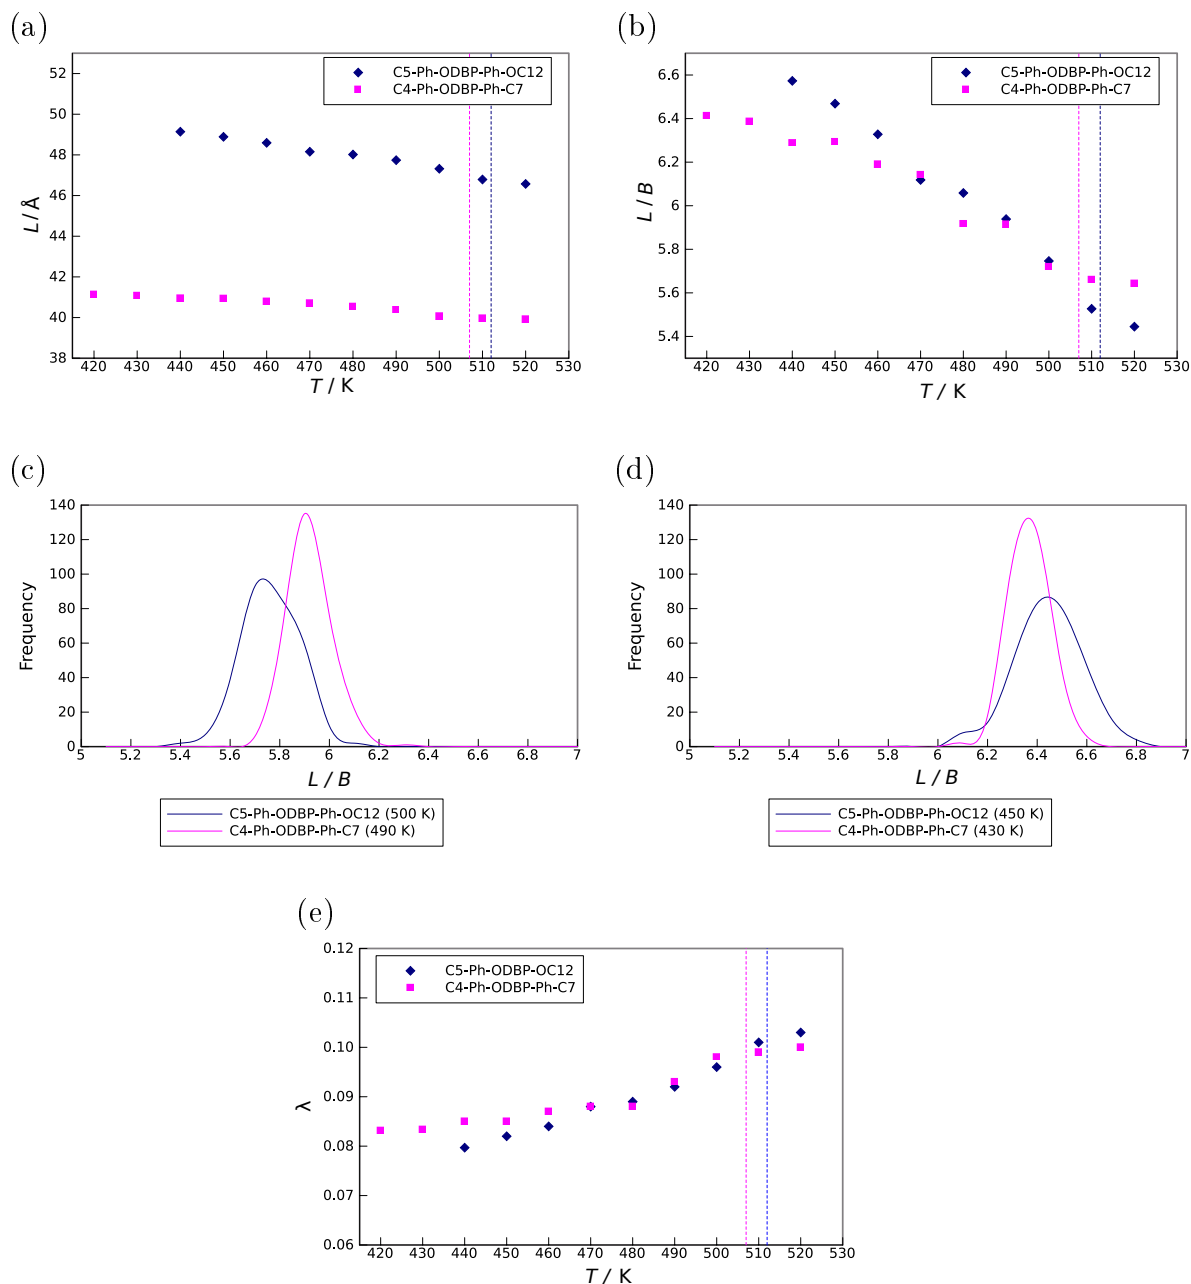 (a)
C5-Ph-ODBP-Ph-OC12
C4-Ph-ODBP-Ph-C7
L / Å
52
50
48
46
44
42
40
38
420 430 440 450 460 470 480 490 500 510 520 530
T / K
(b)
C5-Ph-ODBP-Ph-OC12
C4-Ph-ODBP-Ph-C7
L / B
6.6
6.4
6.2
6
5.8
5.6
5.4
420 430 440 450 460 470 480 490 500 510 520 530
T / K
(c)
Frequency
140
120
100
80
60
40
20
0
5 5.2 5.4 5.6 5.8 6 6.2 6.4 6.6 6.8 7
L / B
C5-Ph-ODBP-Ph-OC12 (500 K)
C4-Ph-ODBP-Ph-C7 (490 K)
(d)
Frequency
140
120
100
80
60
40
20
0
5 5.2 5.4 5.6 5.8 6 6.2 6.4 6.6 6.8 7
L / B
C5-Ph-ODBP-Ph-OC12 (450 K)
C4-Ph-ODBP-Ph-C7 (430 K)
(e)
C5-Ph-ODBP-OC12
C4-Ph-ODBP-Ph-C7
λ
0.12
0.11
0.10
0.09
0.08
0.07
0.06
420 430 440 450 460 470 480 490 500 510 520 530
T / K